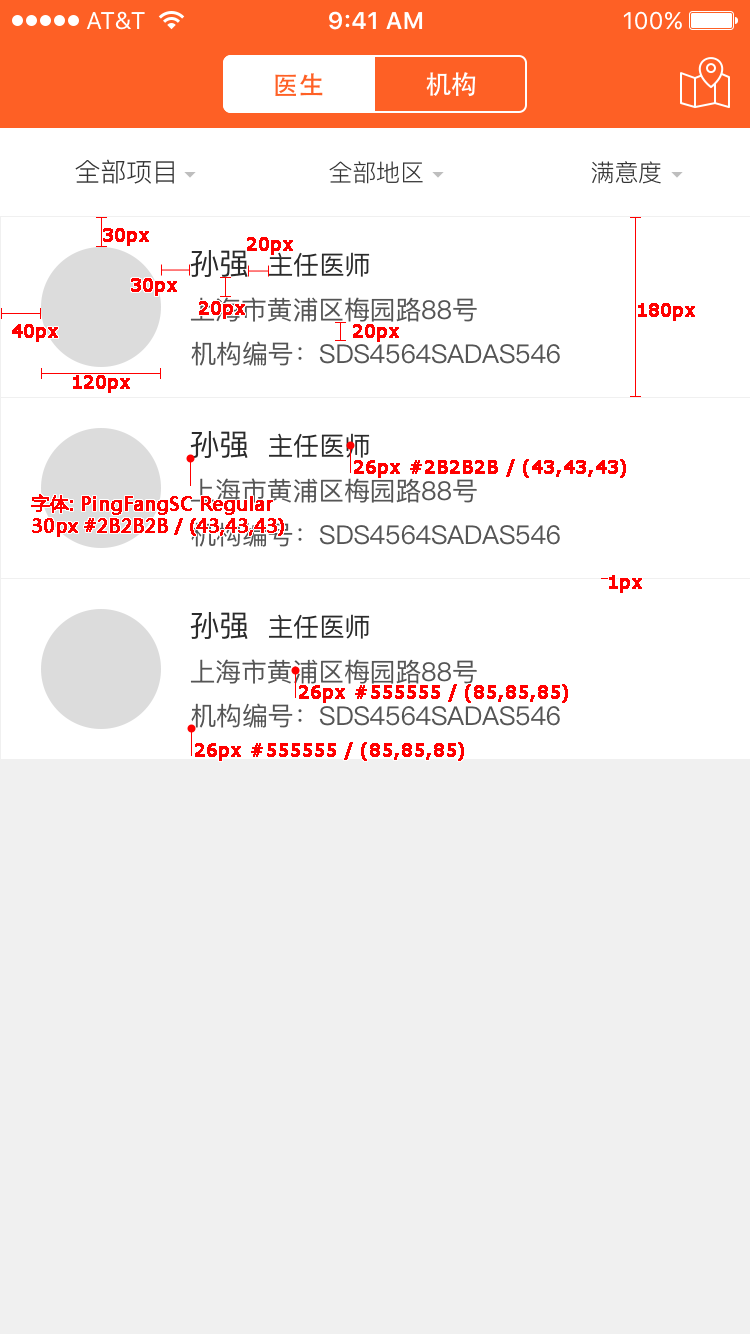 AT&T 9:41 AM 100%
医生 机构
全部项目 全部地区 满意度
30px
20px
孙强 主任医师
30px
20px
上海市黄浦区梅园路88号
180px
40px
20px
机构编号：SDS4564SADAS546
120px
孙强 主任医师
26px #2B2B2B / (43,43,43)
上海市黄浦区梅园路88号
字体: PingFangSC Regular
30px #2B2B2B / (43,43,43)
机构编号：SDS4564SADAS546
1px
孙强 主任医师
上海市黄浦区梅园路88号
26px #555555 / (85,85,85)
机构编号：SDS4564SADAS546
26px #555555 / (85,85,85)